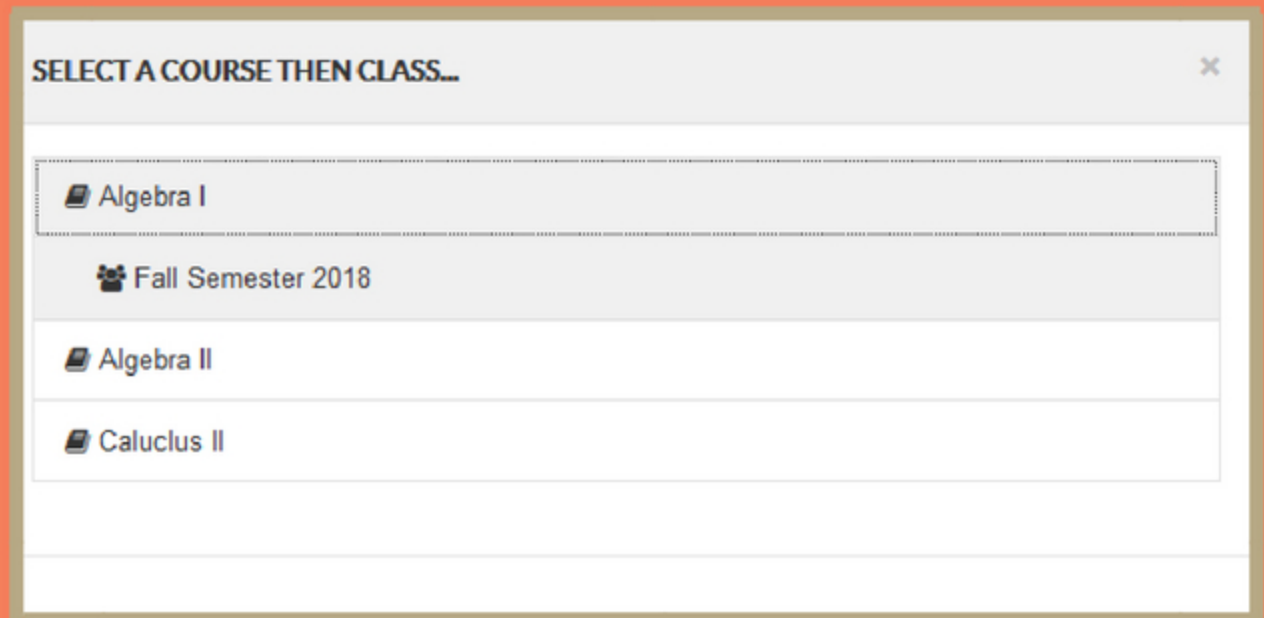 SELECT A COURSE THEN CLASS...
Algebra I
Fall Semester 2018
Algebra II
Caluclus II